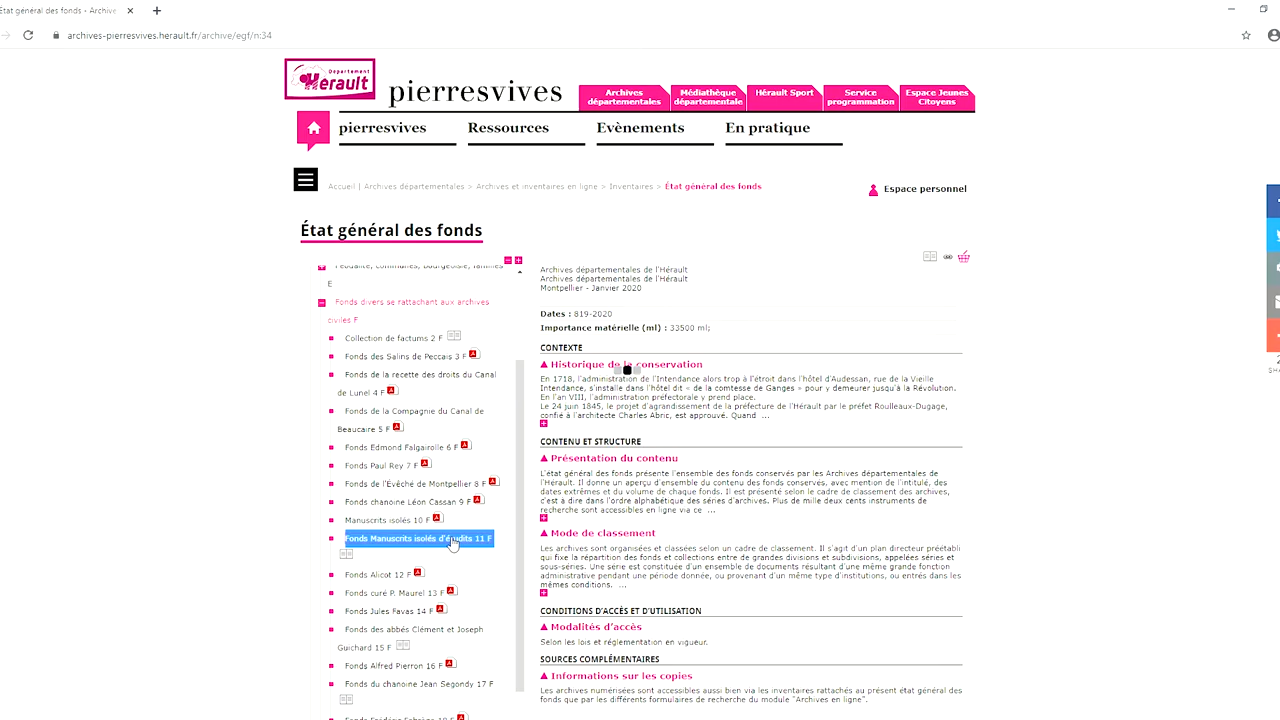 État général des fonds - Archive
archives-pierresvives.herault.fr/archive/egf/n:34
Département
Hérault
pierresvives
Archives
départementales
Médiathèque
départementale
Hérault Sport
Service
programmation
Espace Jeunes
Citoyens
pierresvives
Ressources
Evènements
En pratique
Accueil | Archives départementales > Archives et inventaires en ligne > Inventaires > État général des fonds
Espace personnel
État général des fonds
Féodalité, communes, bourgeoisie, familles
E
Fonds divers se rattachant aux archives
civiles F
Collection de factums 2 F
Fonds des Salins de Peccais 3 F
Fonds de la recette des droits du Canal
de Lunel 4 F
Fonds de la Compagnie du Canal de
Beaucaire 5 F
Fonds Edmond Falgairolle 6 F
Fonds Paul Rey 7 F
Fonds de l'Évêché de Montpellier 8 F
Fonds chanoine Léon Cassan 9 F
Manuscrits isolés 10 F
Fonds Manuscrits isolés d'érudits 11 F
Fonds Alicot 12 F
Fonds curé P. Maurel 13 F
Fonds Jules Favas 14 F
Fonds des abbés Clément et Joseph
Guichard 15 F
Fonds Alfred Pierron 16 F
Fonds du chanoine Jean Segondy 17 F
Fonds Frédéric Fabrège 18 F
Archives départementales de l'Hérault
Archives départementales de l'Hérault
Montpellier - Janvier 2020
Dates : 819-2020
Importance matérielle (ml) : 33500 ml;
CONTEXTE
Historique de la conservation
En 1718, l'administration de l'Intendance alors trop à l'étroit dans l'hôtel d'Audessan, rue de la Vieille
Intendance, s'installe dans l'hôtel dit « de la comtesse de Ganges » pour y demeurer jusqu'à la Révolution.
En l'an VIII, l'administration préfectorale y prend place.
Le 24 juin 1845, le projet d'agrandissement de la préfecture de l'Hérault par le préfet Roulleaux-Dugage,
confié à l'architecte Charles Abric, est approuvé. Quand ...
CONTENU ET STRUCTURE
Présentation du contenu
L'état général des fonds présente l'ensemble des fonds conservés par les Archives départementales de
l'Hérault. Il donne un aperçu d'ensemble du contenu des fonds conservés, avec mention de l'intitulé, des
dates extrêmes et du volume de chaque fonds. Il est présenté selon le cadre de classement des archives,
c'est à dire dans l'ordre alphabétique des séries d'archives. Plus de mille deux cents instruments de
recherche sont accessibles en ligne via ce ...
Mode de classement
Les archives sont organisées et classées selon un cadre de classement. Il s'agit d'un plan directeur préétabli
qui fixe la répartition des fonds et collections entre de grandes divisions et subdivisions, appelées séries et
sous-séries. Une série est constituée d'un ensemble de documents résultant d'une même grande fonction
administrative pendant une période donnée, ou provenant d'un même type d'institutions, ou entrés dans les
mêmes conditions. ...
CONDITIONS D'ACCÈS ET D'UTILISATION
Modalités d'accès
Selon les lois et réglementation en vigueur.
SOURCES COMPLÉMENTAIRES
Informations sur les copies
Les archives numérisées sont accessibles aussi bien via les inventaires rattachés au présent état général des
fonds que par les différents formulaires de recherche du module "Archives en ligne".